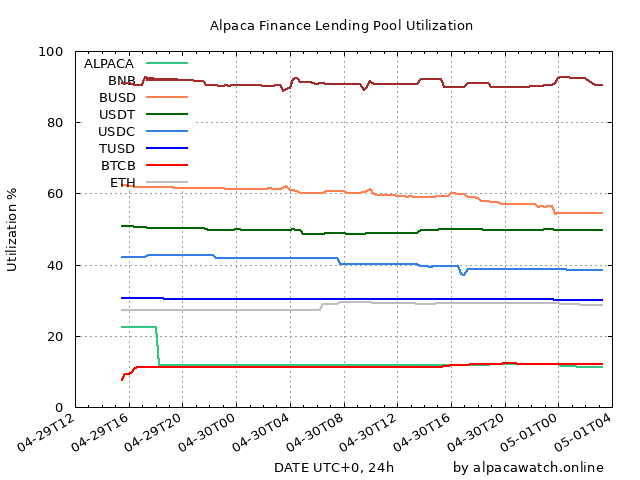 Alpaca Finance Lending Pool Utilization
100
80
60
40
20
0
Utilization %
ALPACA
BNB
BUSD
USDT
USDC
TUSD
BTCB
ETH
04-29T12
04-29T16
04-29T20
04-30T00
04-30T04
04-30T08
04-30T12
04-30T16
04-30T20
05-01T00
05-01T04
DATE UTC+0, 24h
by alpacawatch.online